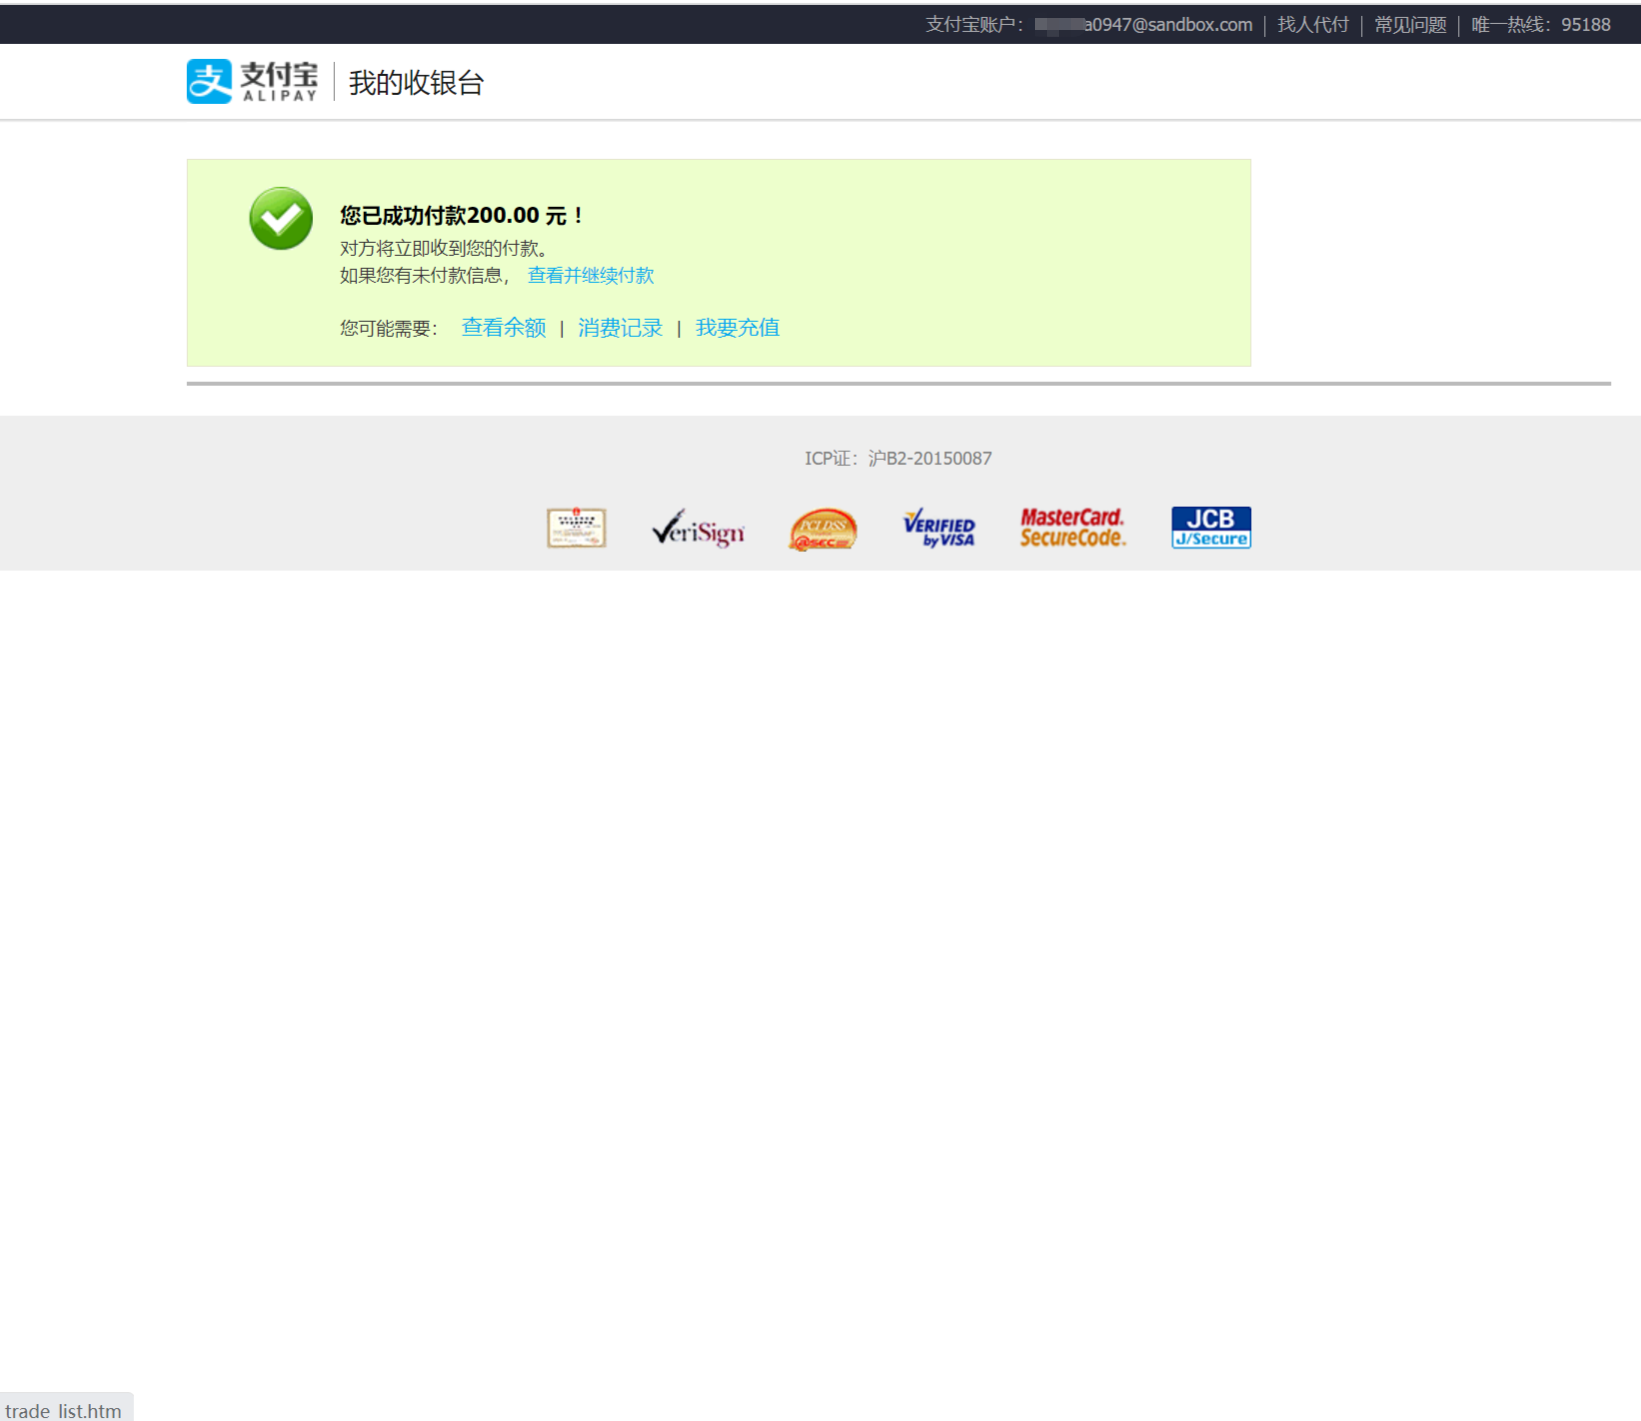 支付宝账户：a0947@sandbox.com | 找人代付 | 常见问题 | 唯一热线：95188
支付宝 ALIPAY | 我的收银台
您已成功付款200.00 元！
对方将立即收到您的付款。
如果您有未付款信息， 查看并继续付款
您可能需要： 查看余额 | 消费记录 | 我要充值
ICP证：沪B2-20150087
VeriSign PCI DSS @SEC VERIFIED by VISA MasterCard. SecureCode. JCB J/Secure
trade_list.htm